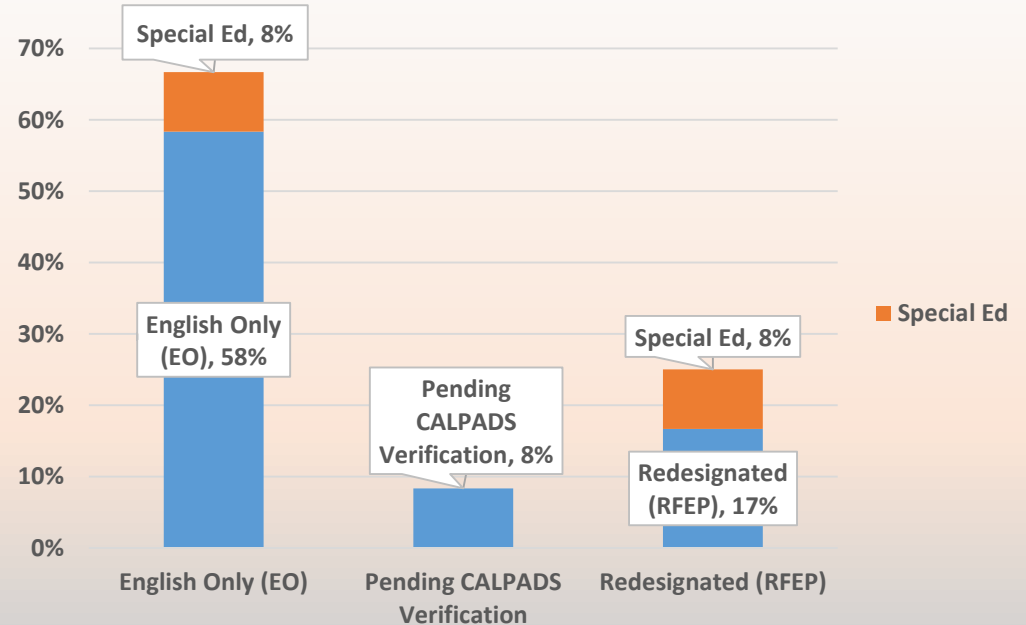 Special Ed, 8%
70%
60%
50%
40%
30%
20%
10%
0%
English Only
(EO), 58%
Pending
CALPADS
Verification, 8%
Special Ed, 8%
Redesignated
(RFEP), 17%
Special Ed
English Only (EO)
Pending CALPADS
Verification
Redesignated (RFEP)